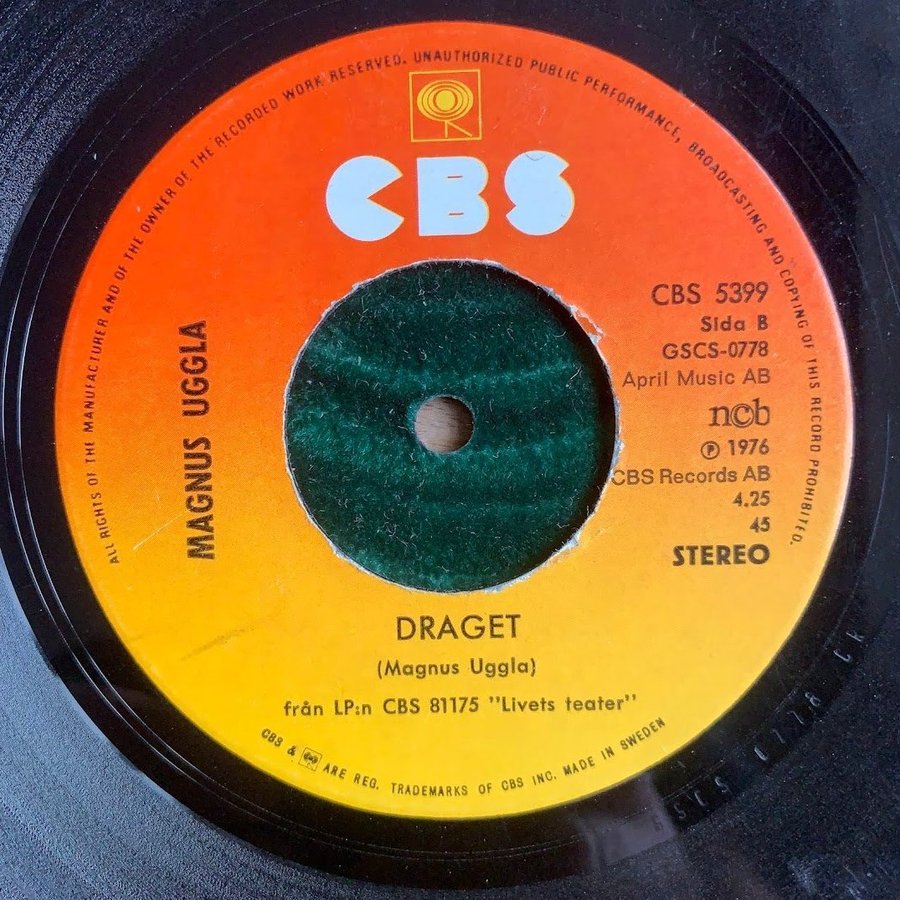 ALL RIGHTS OF THE MANUFACTURER AND OF THE OWNER OF THE RECORDED WORK RESERVED. UNAUTHORIZED PUBLIC PERFORMANCE, BROADCASTING AND COPYING OF THIS RECORD PROHIBITED.
CBS
MAGNUS UGGLA
CBS 5399
Sida B
GSCS-0778
April Music AB
ncb
℗ 1976
CBS Records AB
4.25
45
STEREO
DRAGET
(Magnus Uggla)
från LP:n CBS 81175 "Livets teater"
CBS & ARE REG. TRADEMARKS OF CBS INC. MADE IN SWEDEN